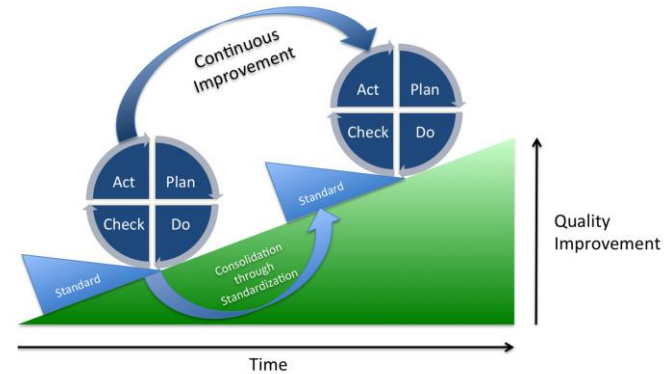 Continuous
Improvement
Act
Plan
Check
Do
Standard
Act
Plan
Check
Do
Standard
Consolidation
through
Standardization
Quality
Improvement
Time